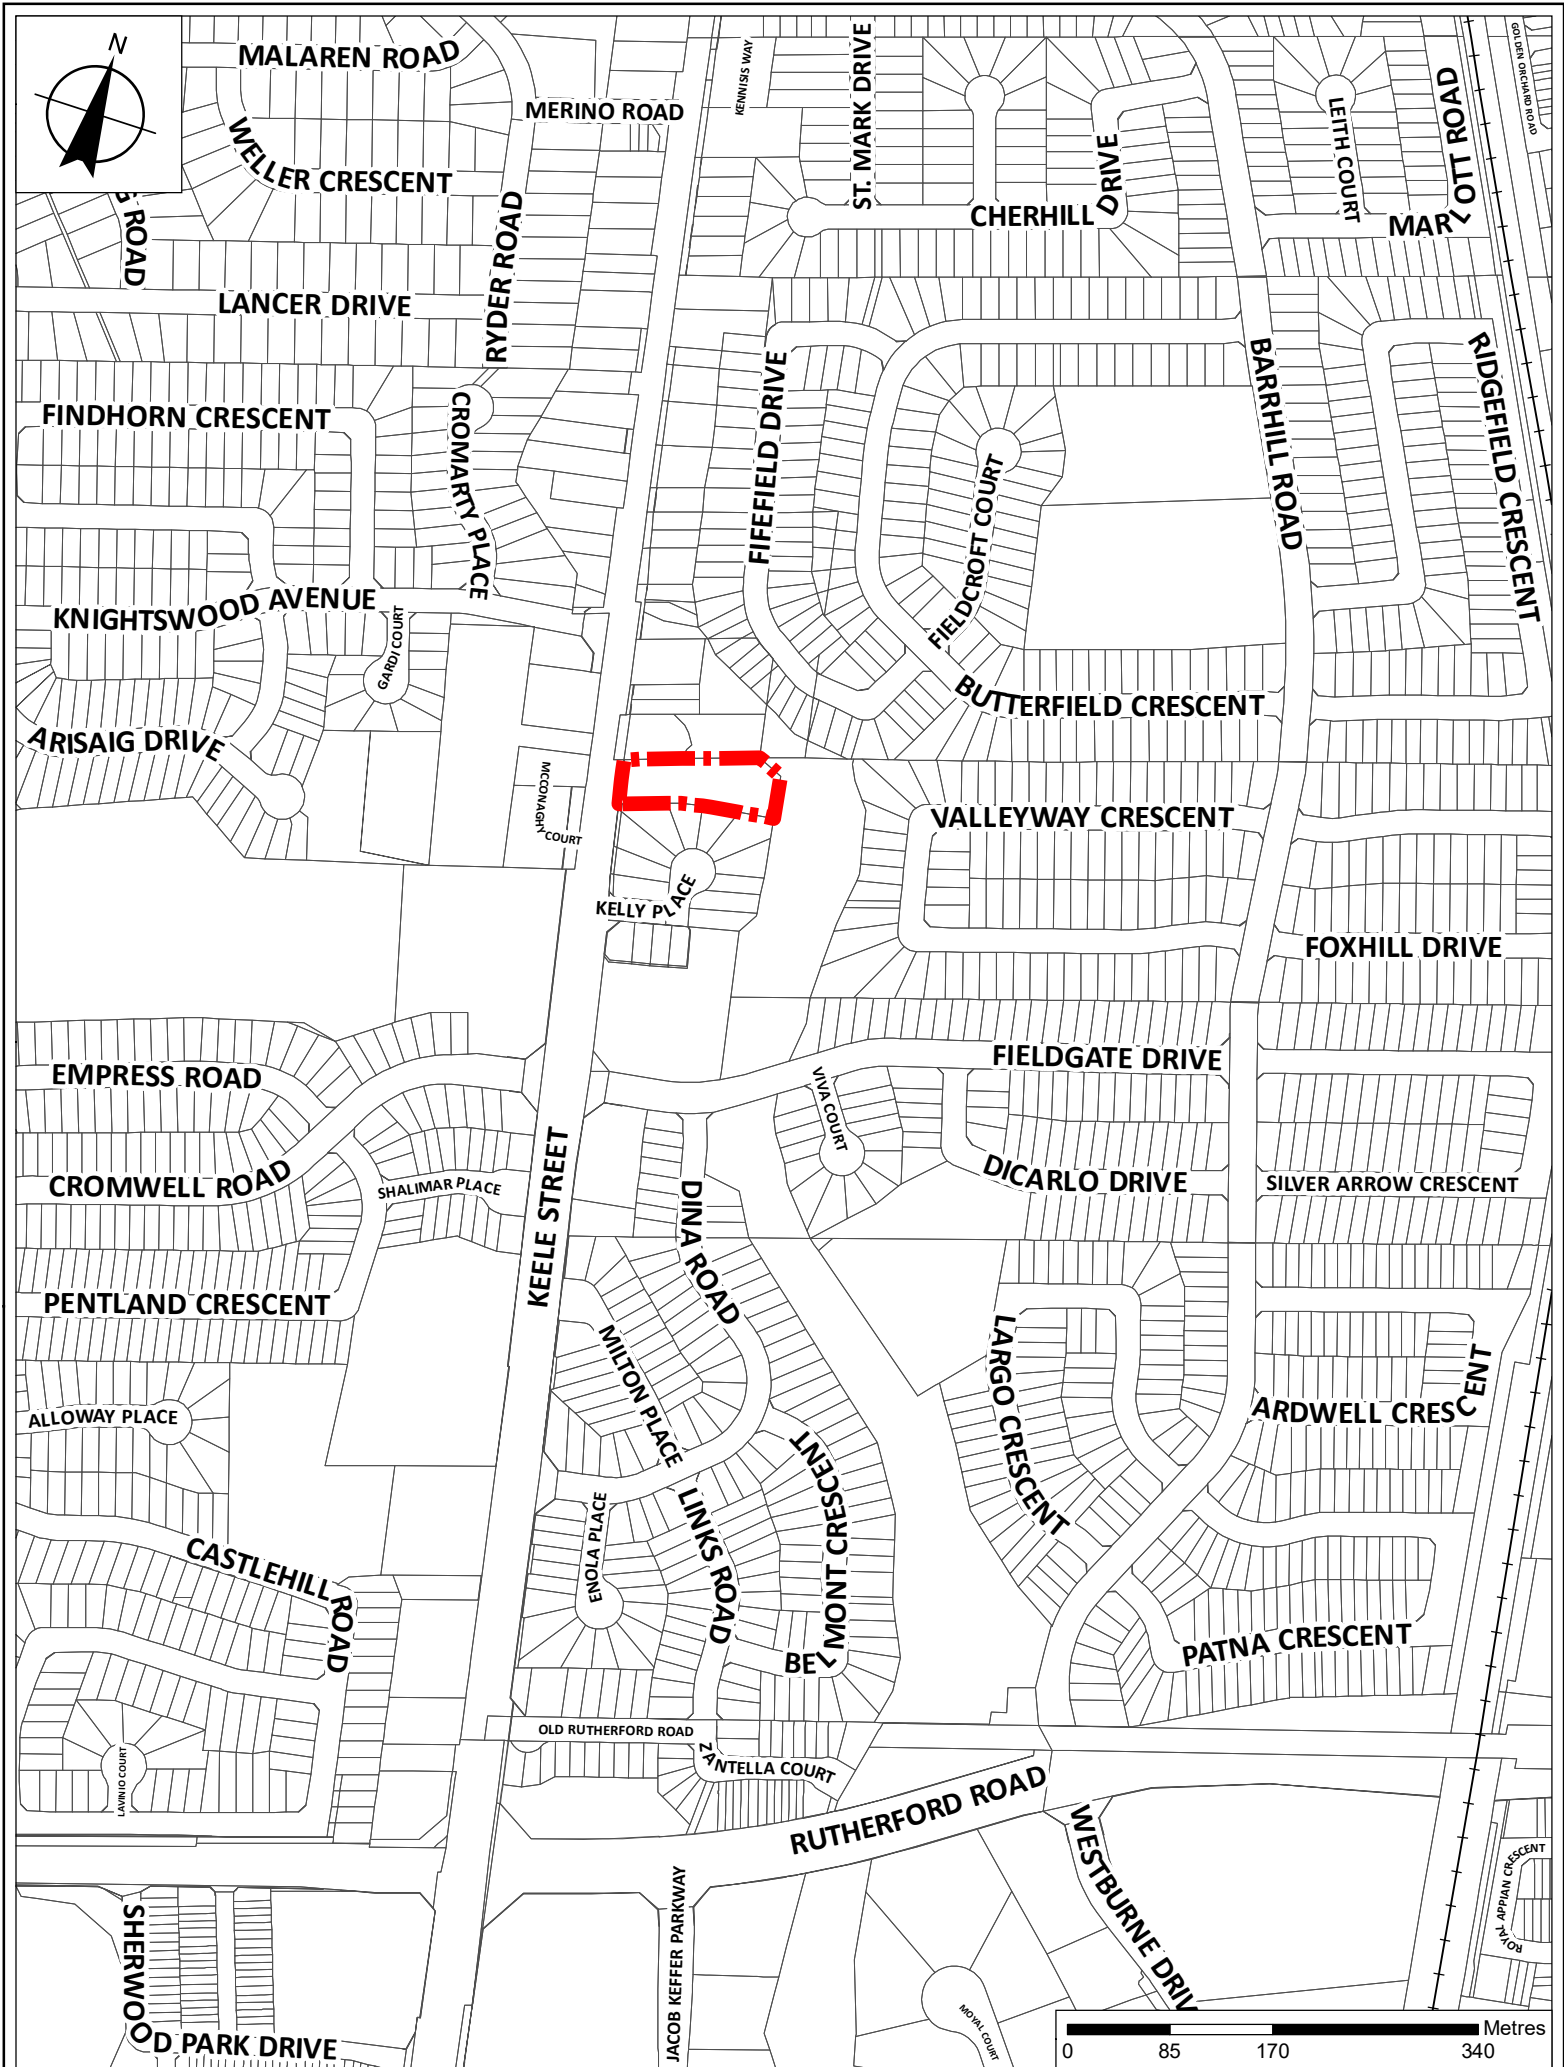 N
MALAREN ROAD
MERINO ROAD
KENNISIS WAY
ST. MARK DRIVE
LEITH COURT
MARLOTT ROAD
GOLDEN ORCHARD ROAD
WELLER CRESCENT
G ROAD
CHERHILL DRIVE
RYDER ROAD
LANCER DRIVE
FINDHORN CRESCENT
CROMARTY PLACE
FIFEFIELD DRIVE
FIELDCROFT COURT
BARRHILL ROAD
RIDGEFIELD CRESCENT
KNIGHTSWOOD AVENUE
GARDI COURT
BUTTERFIELD CRESCENT
ARISAIG DRIVE
MCCONAGHY COURT
VALLEYWAY CRESCENT
KELLY PLACE
FOXHILL DRIVE
FIELDGATE DRIVE
EMPRESS ROAD
VIVA COURT
CROMWELL ROAD
SHALIMAR PLACE
KEELE STREET
DINA ROAD
DICARLO DRIVE
SILVER ARROW CRESCENT
PENTLAND CRESCENT
MILTON PLACE
LARGO CRESCENT
ARDWELL CRESCENT
ALLOWAY PLACE
CASTLEHILL ROAD
ENOLA PLACE
LINKS ROAD
BELMONT CRESCENT
PATNA CRESCENT
OLD RUTHERFORD ROAD
ZANTELLA COURT
LAVINIO COURT
RUTHERFORD ROAD
WESTBURNE DRIV
ROYAL APPIAN CRESCENT
SHERWOOD PARK DRIVE
JACOB KEFFER PARKWAY
MOYAL COURT
Metres
0 85 170 340